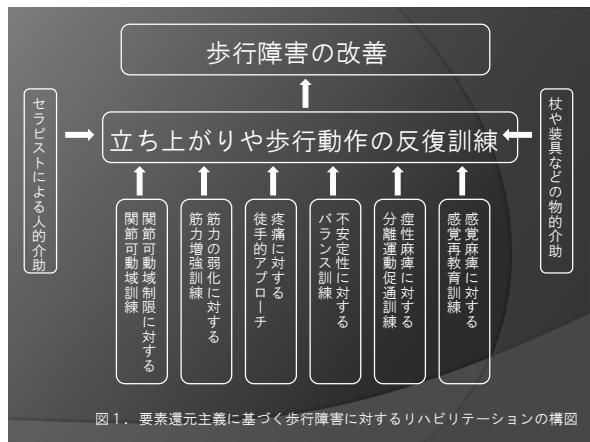 歩行障害の改善
セラピストによる人的介助
立ち上がりや歩行動作の反復訓練
杖や装具などの物的介助
関節可動域制限に対する
関節可動域訓練
筋力の弱化に対する
筋力増強訓練
疼痛に対する
徒手的アプローチ
不安定性に対する
バランス訓練
痙性麻痺に対する
分離運動促通訓練
感覚麻痺に対する
感覚再教育訓練
図1．要素還元主義に基づく歩行障害に対するリハビリテーションの構図